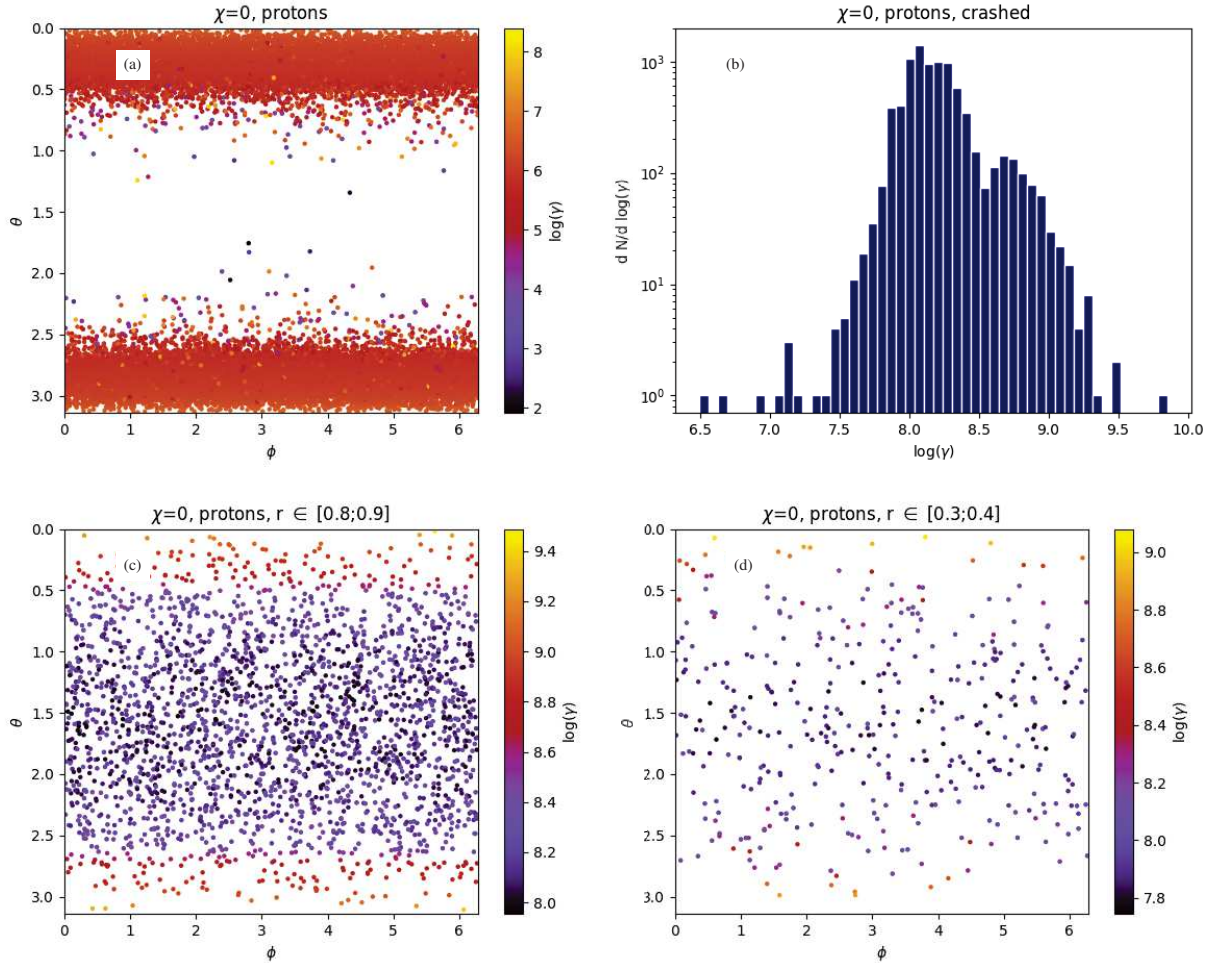 χ=0, protons
(a)
0.0
0.5
1.0
1.5
2.0
2.5
3.0
θ
0 1 2 3 4 5 6
ϕ
8
7
6
5
4
3
2
log(γ)
χ=0, protons, crashed
(b)
10³
10²
10¹
10⁰
d N/d log(γ)
6.5 7.0 7.5 8.0 8.5 9.0 9.5 10.0
log(γ)
χ=0, protons, r ∈ [0.8;0.9]
(c)
0.0
0.5
1.0
1.5
2.0
2.5
3.0
θ
0 1 2 3 4 5 6
ϕ
9.4
9.2
9.0
8.8
8.6
8.4
8.2
8.0
log(γ)
χ=0, protons, r ∈ [0.3;0.4]
(d)
0.0
0.5
1.0
1.5
2.0
2.5
3.0
θ
0 1 2 3 4 5 6
ϕ
9.0
8.8
8.6
8.4
8.2
8.0
7.8
log(γ)